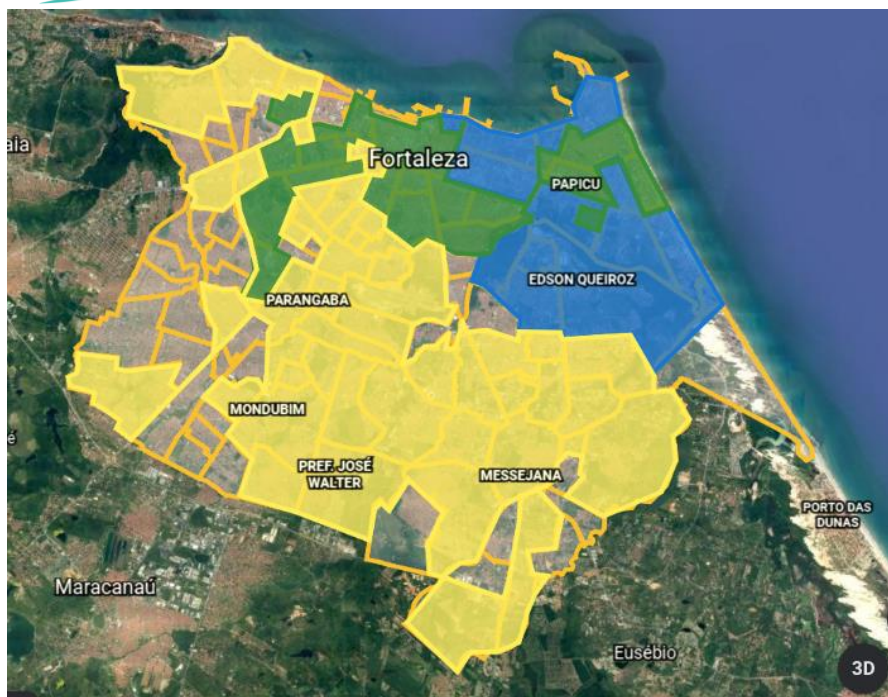 aia
Fortaleza
PAPICU
EDSON QUEIROZ
PARANGABA
MONDUBIM
PREF. JOSÉ
WALTER
MESSEJANA
PORTO DAS
DUNAS
é
Maracanaú
Eusébio
3D